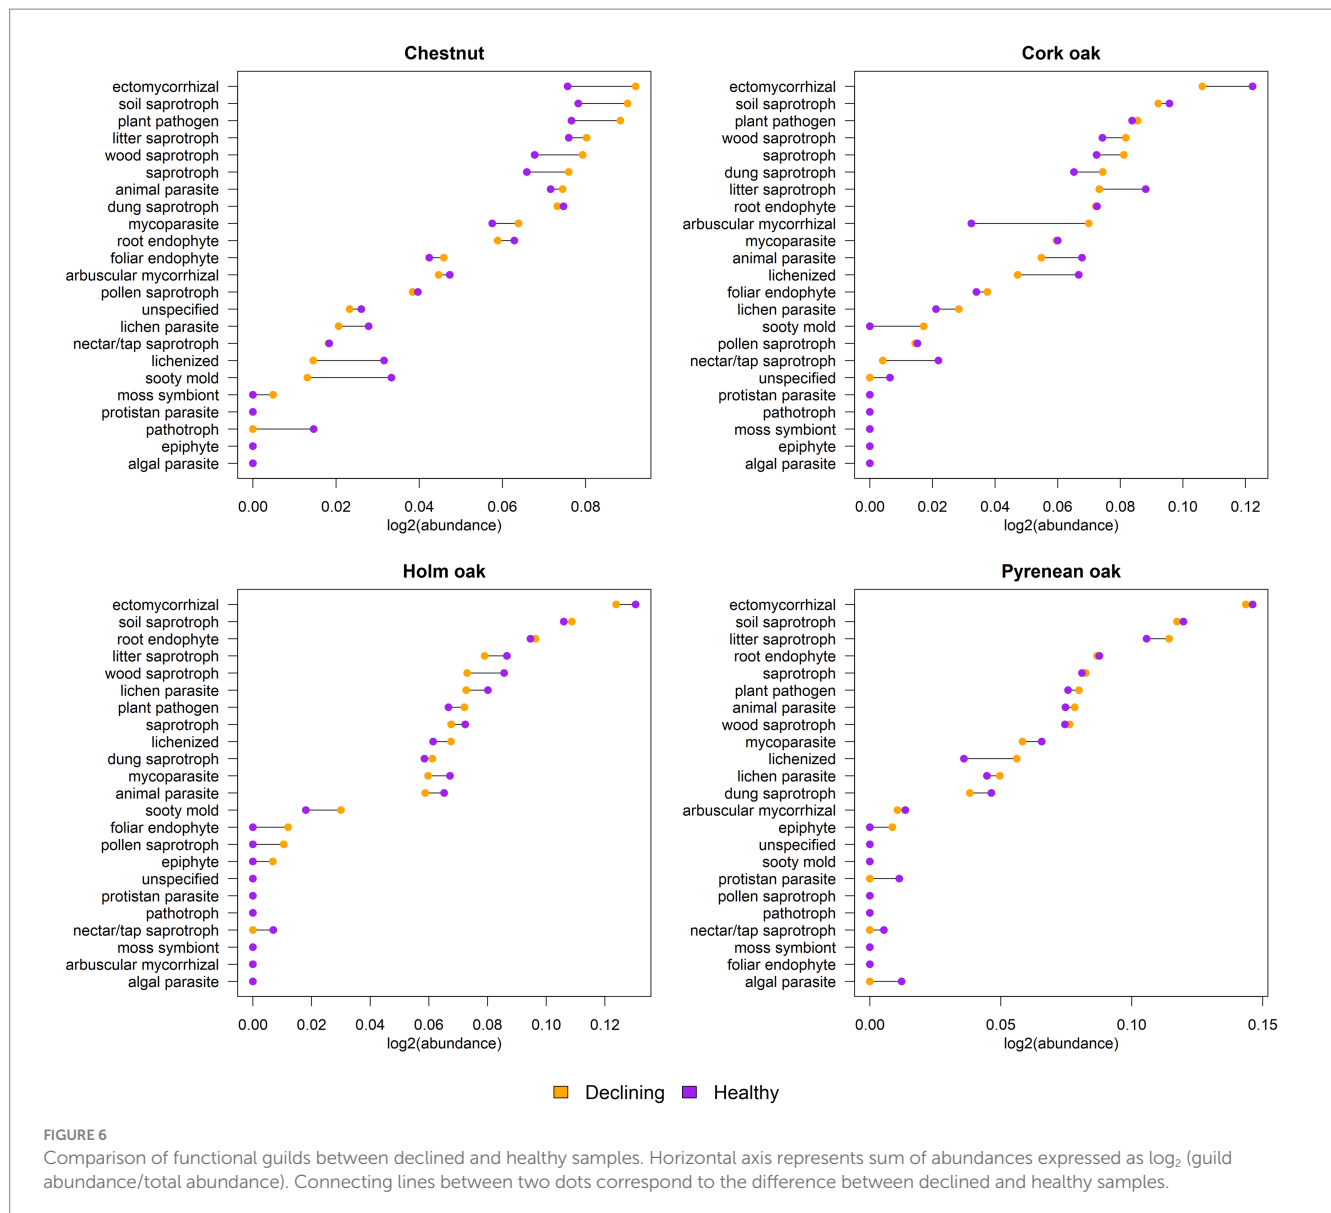 Chestnut
ectomycorrhizal
soil saprotroph
plant pathogen
litter saprotroph
wood saprotroph
saprotroph
animal parasite
dung saprotroph
mycoparasite
root endophyte
foliar endophyte
arbuscular mycorrhizal
pollen saprotroph
unspecified
lichen parasite
nectar/tap saprotroph
lichenized
sooty mold
moss symbiont
protistan parasite
pathotroph
epiphyte
algal parasite
0.00 0.02 0.04 0.06 0.08
log2(abundance)
Cork oak
ectomycorrhizal
soil saprotroph
plant pathogen
wood saprotroph
saprotroph
dung saprotroph
litter saprotroph
root endophyte
arbuscular mycorrhizal
mycoparasite
animal parasite
lichenized
foliar endophyte
lichen parasite
sooty mold
pollen saprotroph
nectar/tap saprotroph
unspecified
protistan parasite
pathotroph
moss symbiont
epiphyte
algal parasite
0.00 0.02 0.04 0.06 0.08 0.10 0.12
log2(abundance)
Holm oak
ectomycorrhizal
soil saprotroph
root endophyte
litter saprotroph
wood saprotroph
lichen parasite
plant pathogen
saprotroph
lichenized
dung saprotroph
mycoparasite
animal parasite
sooty mold
foliar endophyte
pollen saprotroph
epiphyte
unspecified
protistan parasite
pathotroph
nectar/tap saprotroph
moss symbiont
arbuscular mycorrhizal
algal parasite
0.00 0.02 0.04 0.06 0.08 0.10 0.12
log2(abundance)
Pyrenean oak
ectomycorrhizal
soil saprotroph
litter saprotroph
root endophyte
saprotroph
plant pathogen
animal parasite
wood saprotroph
mycoparasite
lichenized
lichen parasite
dung saprotroph
arbuscular mycorrhizal
epiphyte
unspecified
sooty mold
protistan parasite
pollen saprotroph
pathotroph
nectar/tap saprotroph
moss symbiont
foliar endophyte
algal parasite
0.00 0.05 0.10 0.15
log2(abundance)
Declining Healthy
FIGURE 6
Comparison of functional guilds between declined and healthy samples. Horizontal axis represents sum of abundances expressed as log₂ (guild
abundance/total abundance). Connecting lines between two dots correspond to the difference between declined and healthy samples.